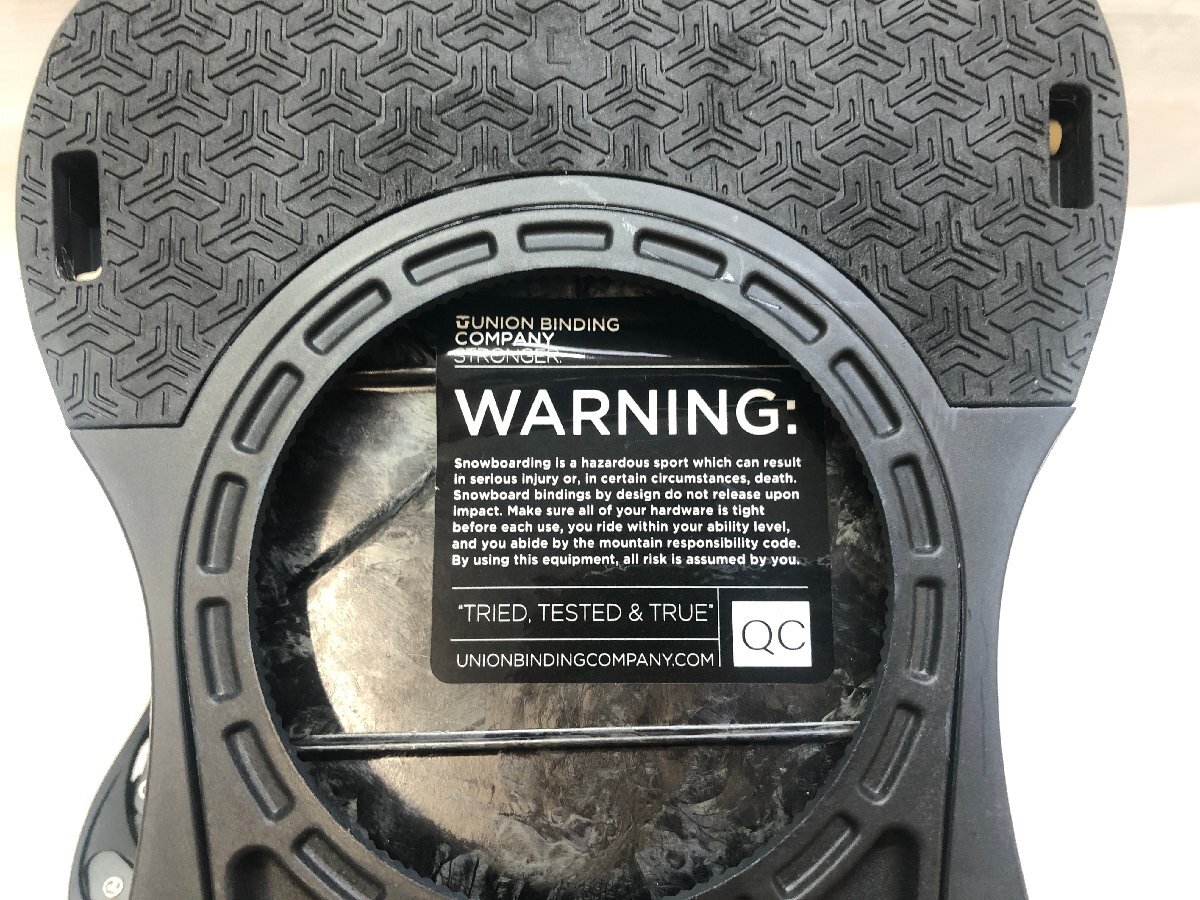 UNION BINDING
COMPANY
STRONGER.
WARNING:
Snowboarding is a hazardous sport which can result
in serious injury or, in certain circumstances, death.
Snowboard bindings by design do not release upon
impact. Make sure all of your hardware is tight
before each use, you ride within your ability level,
and you abide by the mountain responsibility code.
By using this equipment, all risk is assumed by you.
"TRIED, TESTED & TRUE"
QC
UNIONBINDINGCOMPANY.COM